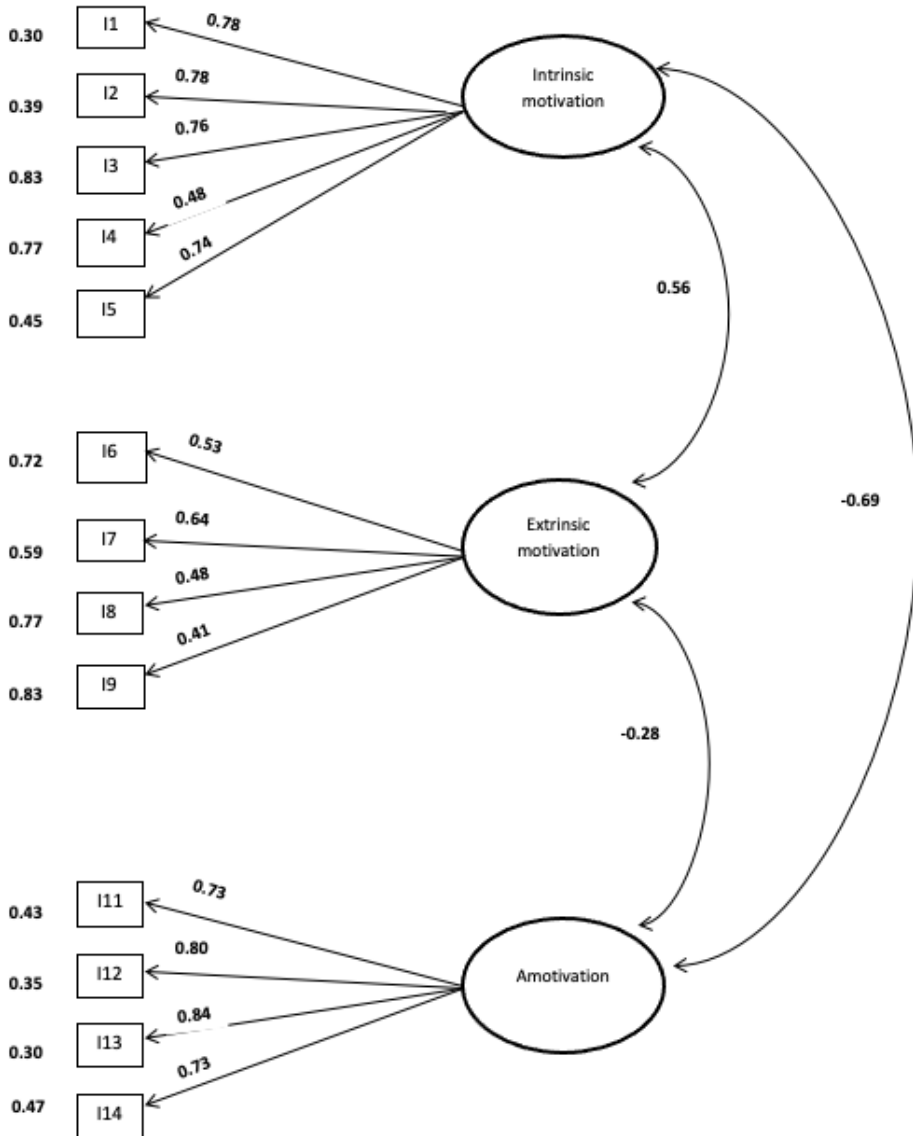 I1
0.30
0.78
Intrinsic
motivation
I2
0.39
0.78
I3
0.83
0.76
I4
0.77
0.48
I5
0.45
0.74
0.56
I6
0.72
0.53
I7
0.59
0.64
Extrinsic
motivation
I8
0.77
0.48
I9
0.83
0.41
-0.69
-0.28
I11
0.43
0.73
I12
0.35
0.80
Amotivation
I13
0.30
0.84
I14
0.47
0.73